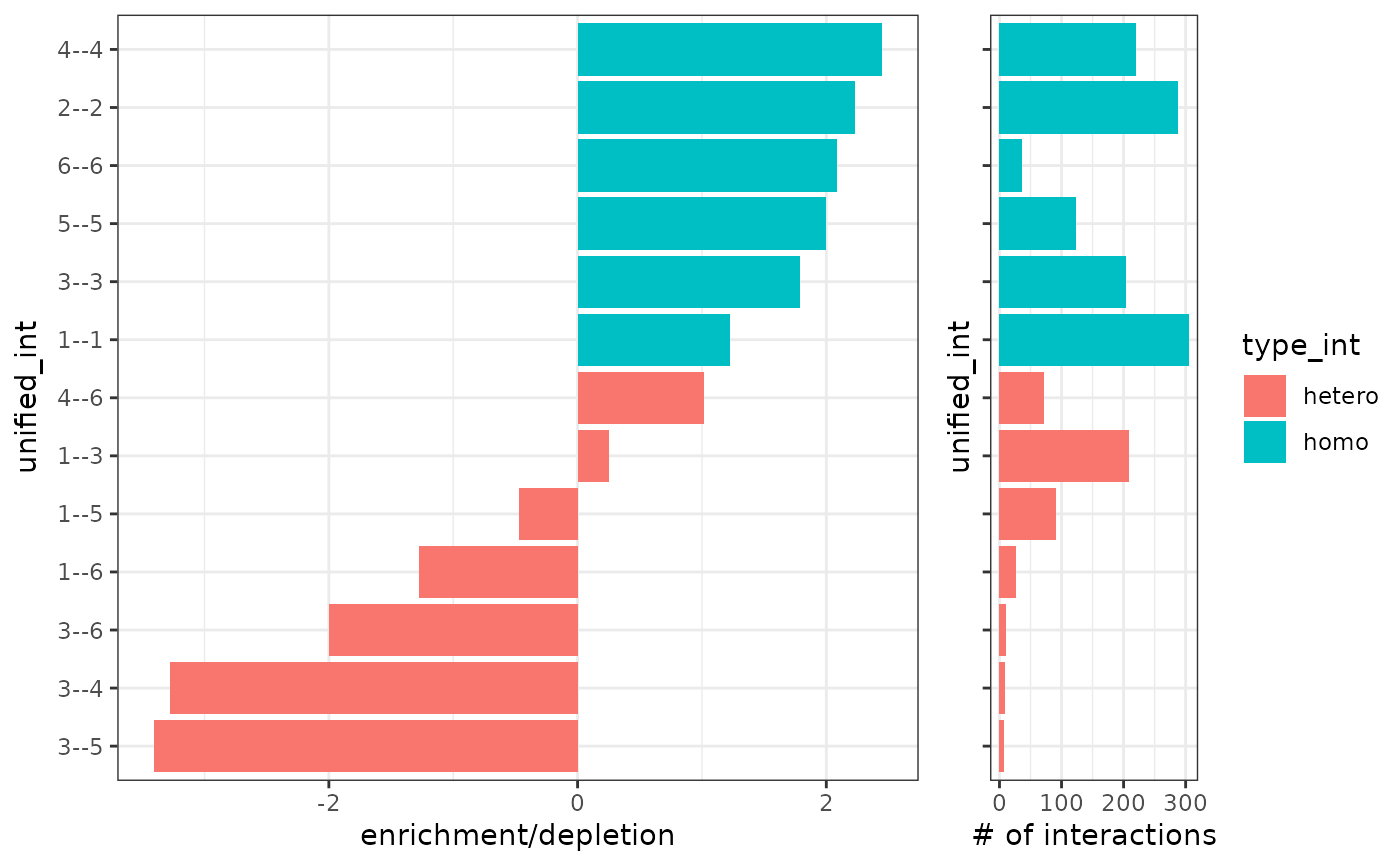 unified_int
4--4
2--2
6--6
5--5
3--3
1--1
4--6
1--3
1--5
1--6
3--6
3--4
3--5
-2 0 2
enrichment/depletion
unified_int
0 100 200 300
# of interactions
type_int
hetero
homo